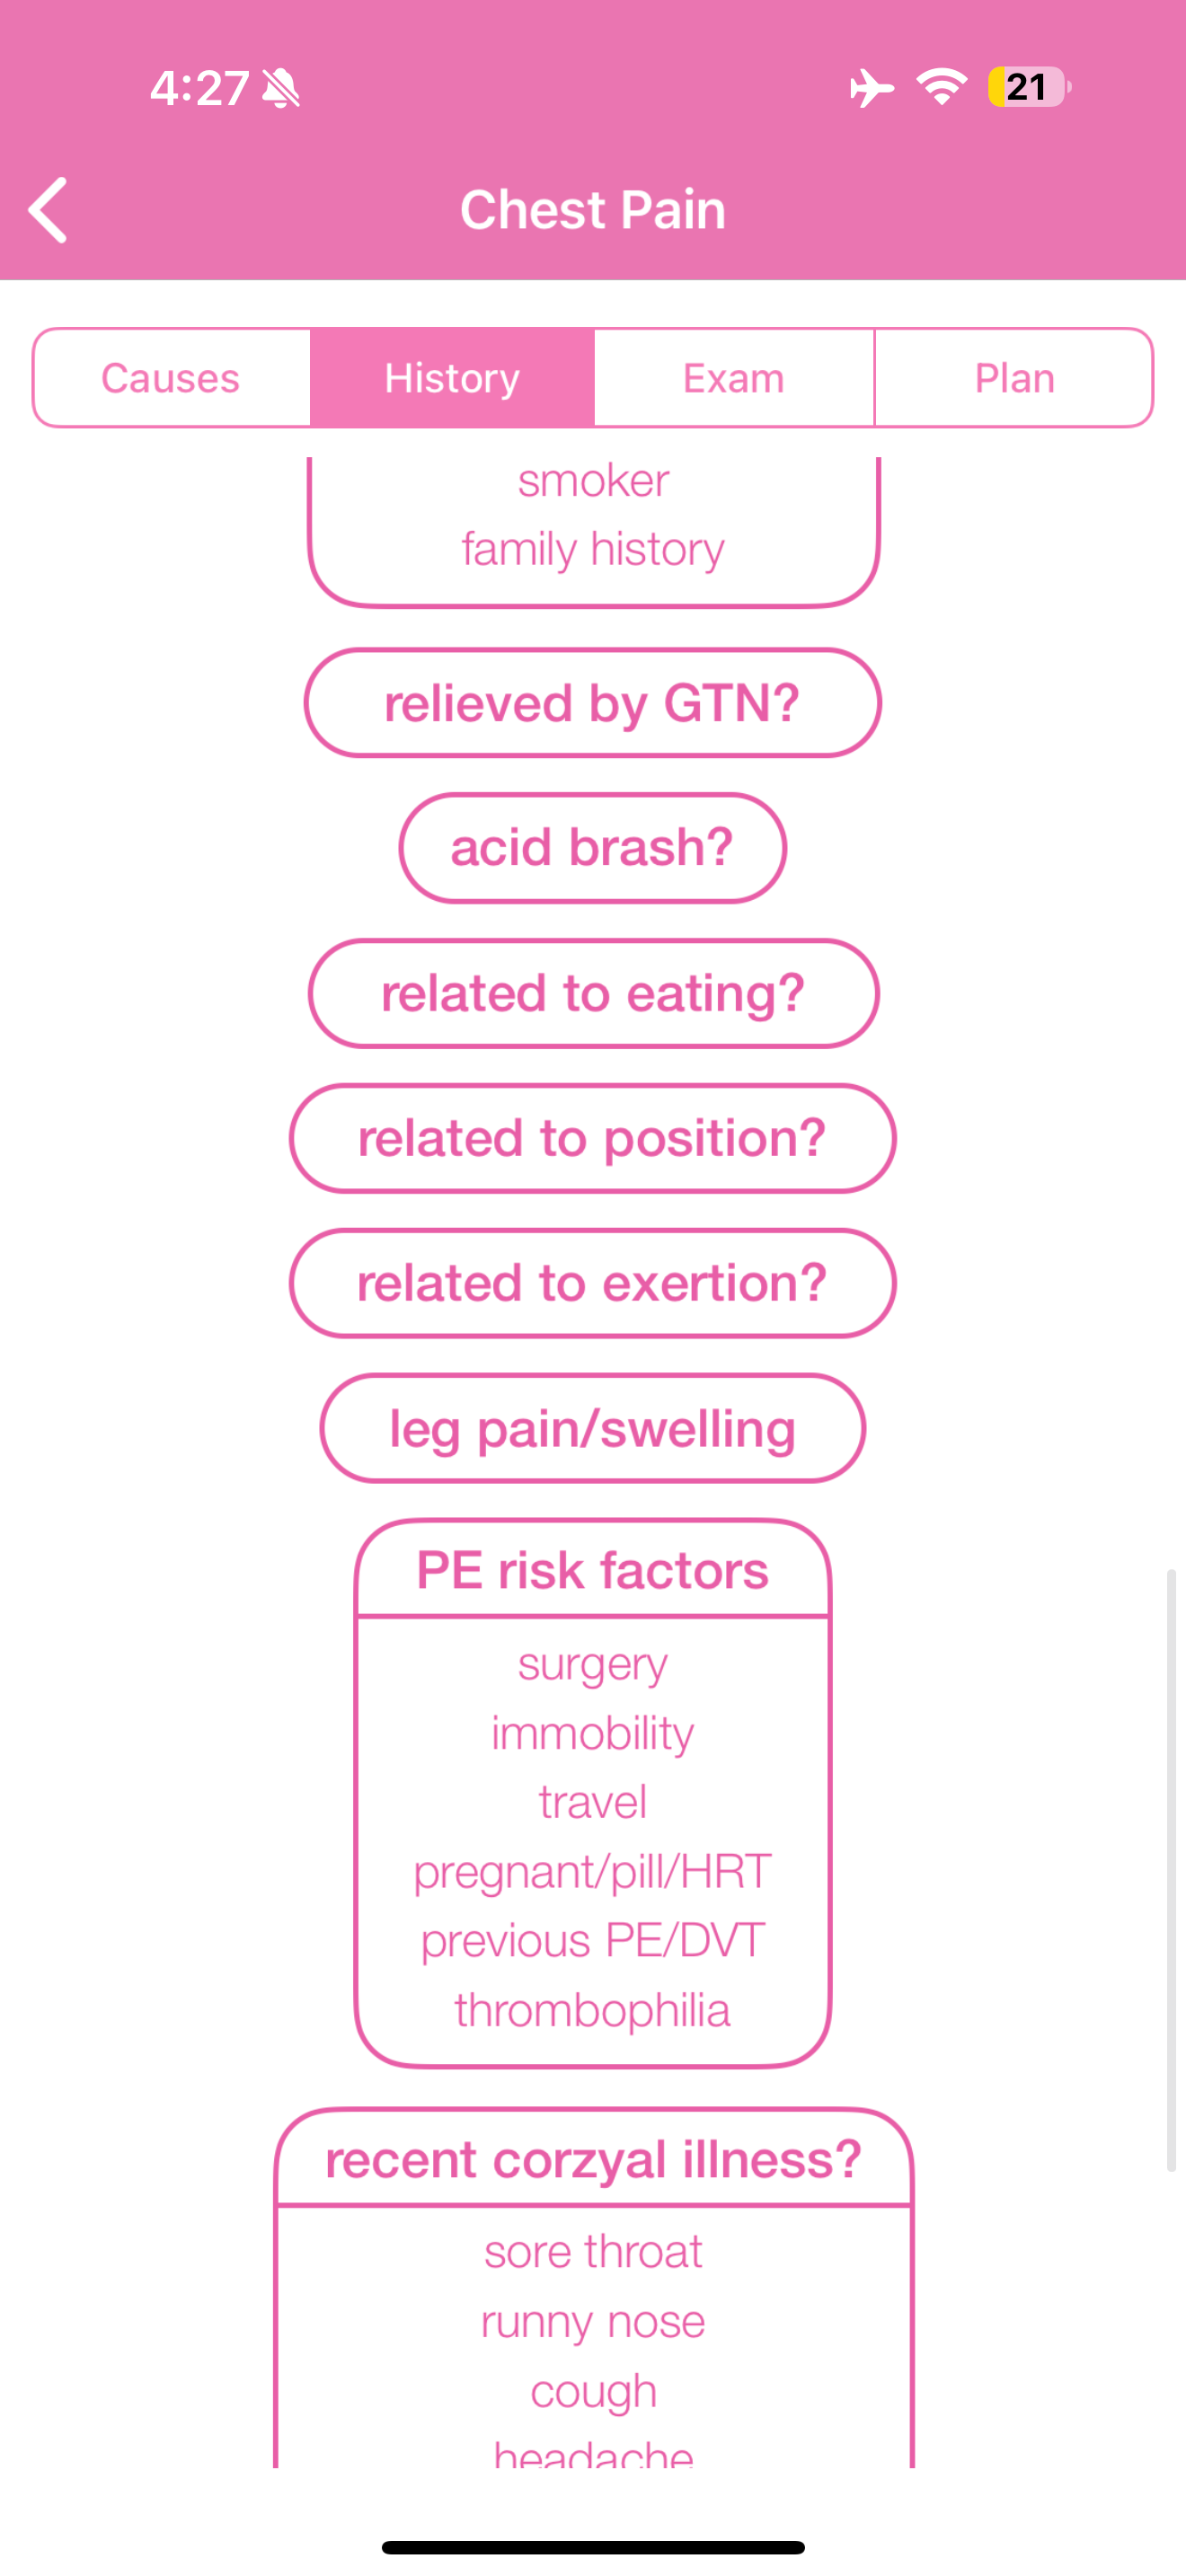 4:27
21
Chest Pain
Causes History Exam Plan
smoker
family history
relieved by GTN?
acid brash?
related to eating?
related to position?
related to exertion?
leg pain/swelling
PE risk factors
surgery
immobility
travel
pregnant/pill/HRT
previous PE/DVT
thrombophilia
recent corzyal illness?
sore throat
runny nose
cough
headache